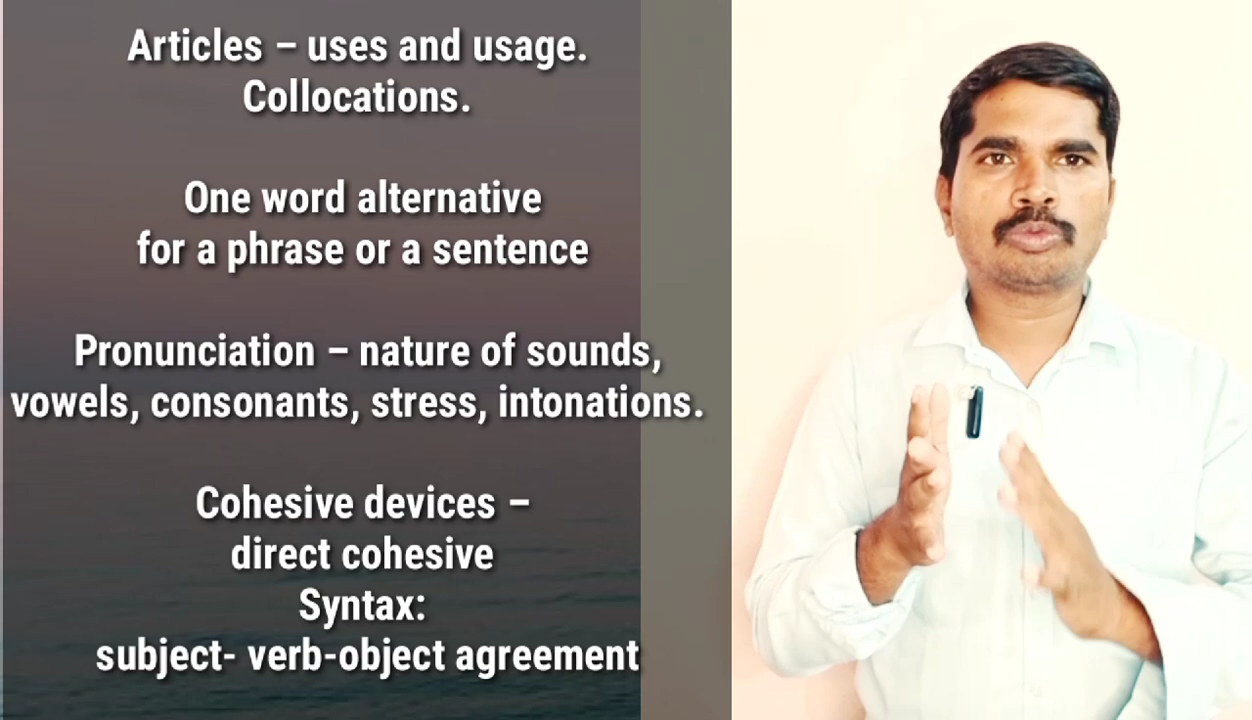 Articles – uses and usage.
Collocations.
One word alternative
for a phrase or a sentence
Pronunciation – nature of sounds,
vowels, consonants, stress, intonations.
Cohesive devices –
direct cohesive
Syntax:
subject- verb-object agreement